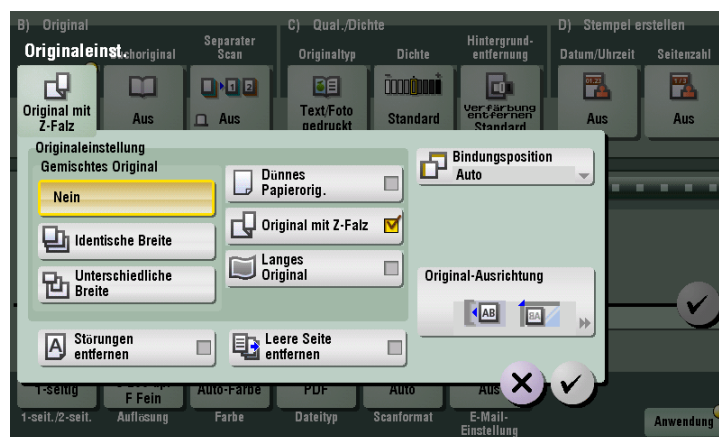 B) Original
C) Qual./Dichte
D) Stempel erstellen
Originaleinst.
choriginal
Separater
Scan
Originaltyp
Dichte
Hintergrund-
entfernung
Datum/Uhrzeit
Seitenzahl
Original mit
Z-Falz
Aus
Aus
Text/Foto
gedruckt
Standard
Verfärbung
entfernen
Standard
Aus
Aus
Originaleinstellung
Gemischtes Original
Nein
Identische Breite
Unterschiedliche
Breite
Dünnes
Papierorig.
Original mit Z-Falz
Langes
Original
Bindungsposition
Auto
Original-Ausrichtung
AB
Störungen
entfernen
Leere Seite
entfernen
1-seitig
F Fein
Auto-Farbe
PDF
Auto
Aus
1-seit./2-seit.
Auflösung
Farbe
Dateityp
Scanformat
E-Mail-
Einstellung
Anwendung